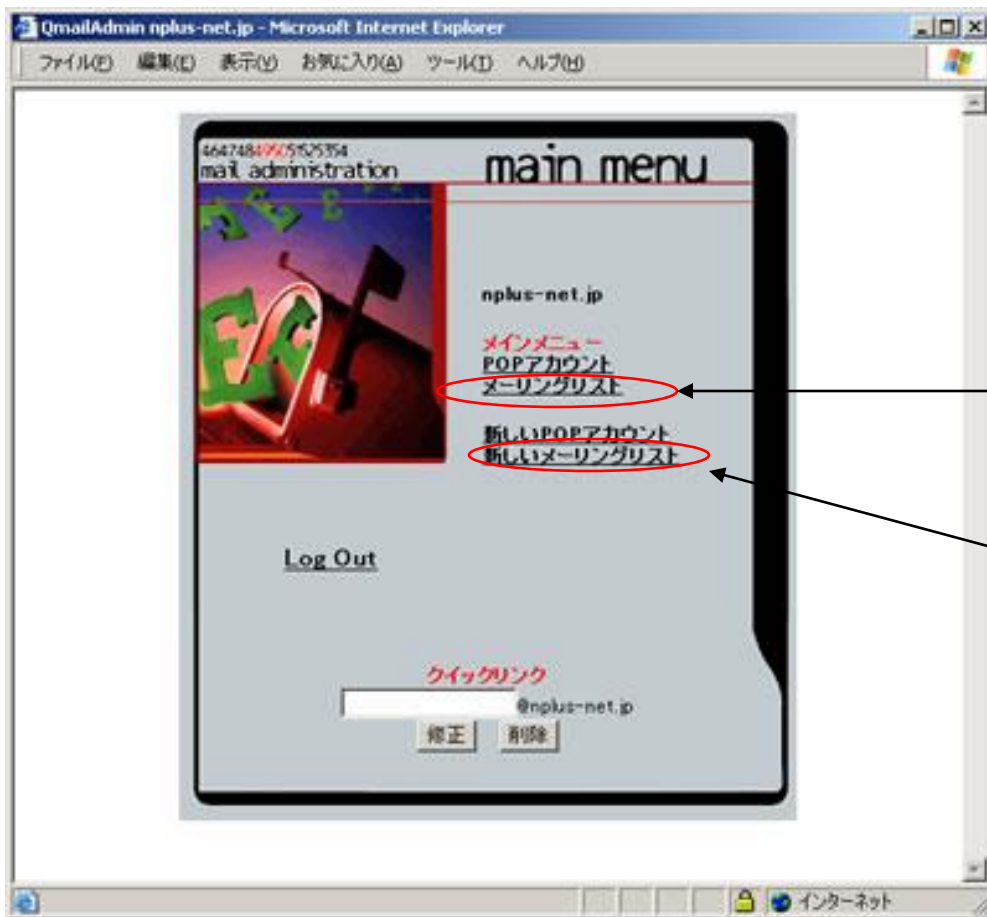 QmailAdmin nplus-net.jp - Microsoft Internet Explorer
ファイル(F) 編集(E) 表示(V) お気に入り(A) ツール(T) ヘルプ(H)
464748495051525354
mail administration
main menu
nplus-net.jp
メインメニュー
POPアカウント
メーリングリスト
新しいPOPアカウント
新しいメーリングリスト
Log Out
クイックリンク
@nplus-net.jp
修正 削除
インターネット